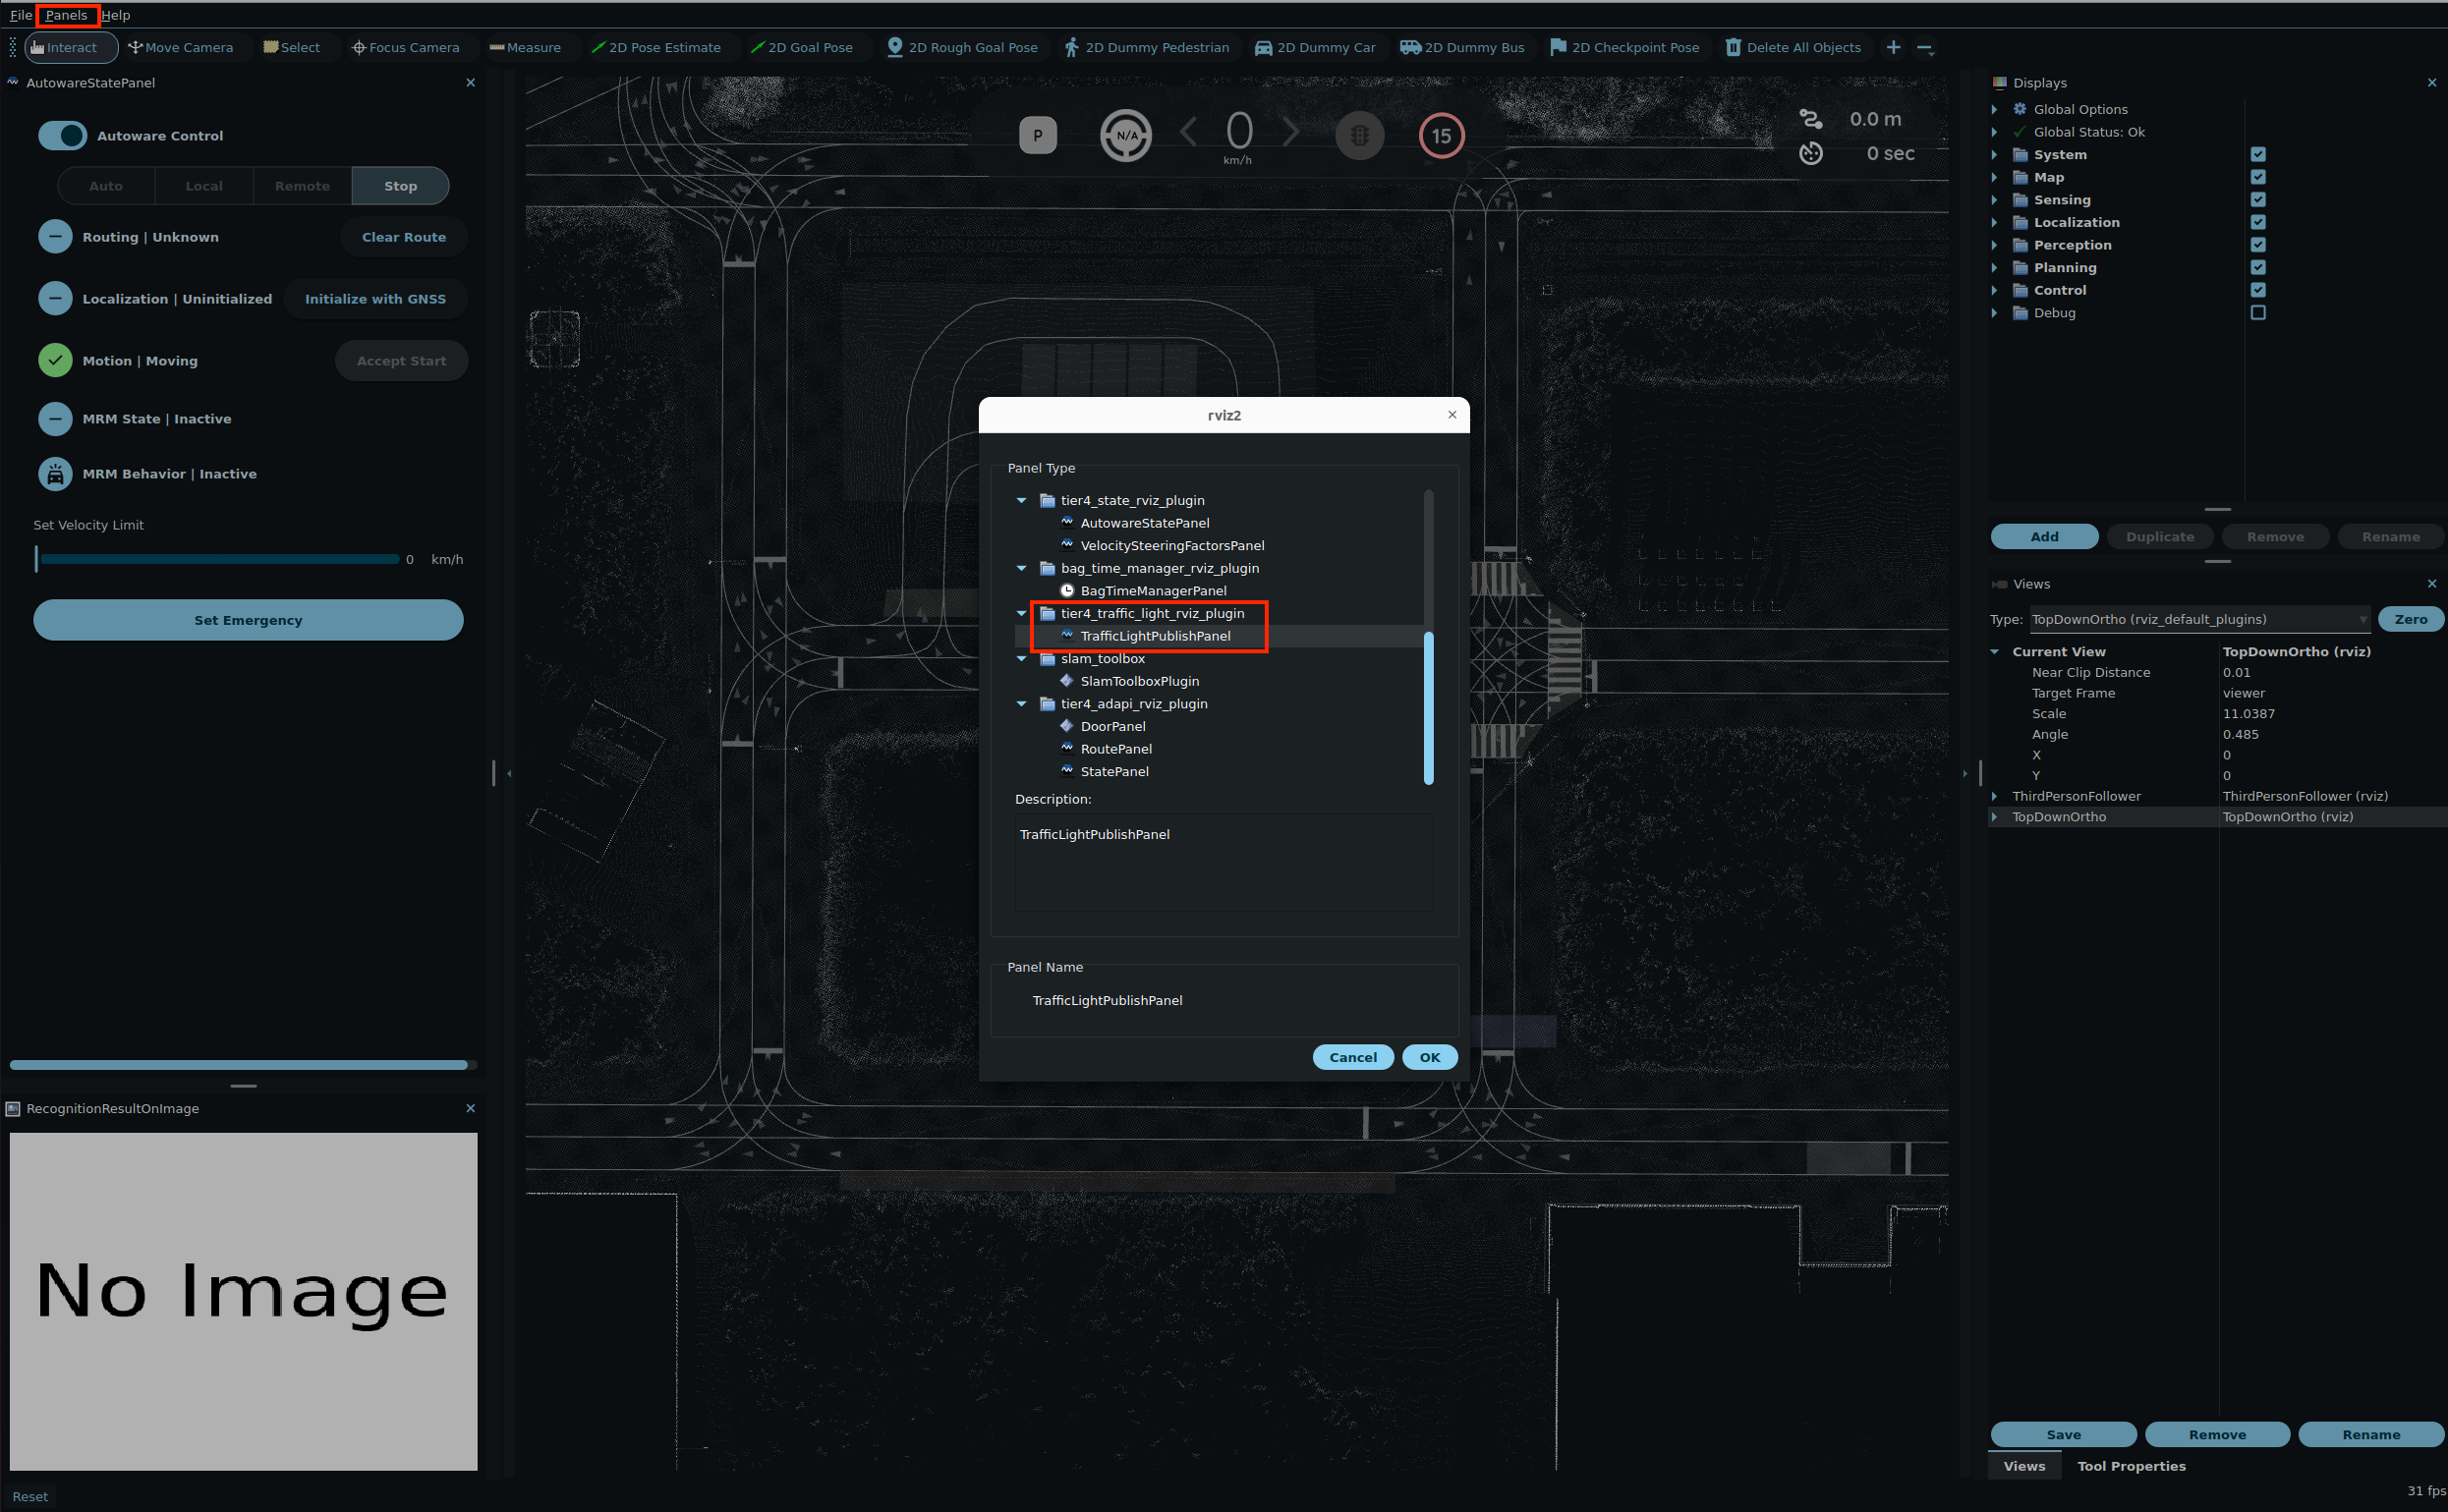 File Panels Help
Interact Move Camera Select Focus Camera Measure 2D Pose Estimate 2D Goal Pose 2D Rough Goal Pose 2D Dummy Pedestrian 2D Dummy Car 2D Dummy Bus 2D Checkpoint Pose Delete All Objects
AutowareStatePanel
Autoware Control
Auto Local Remote Stop
Routing | Unknown Clear Route
Localization | Uninitialized Initialize with GNSS
Motion | Moving Accept Start
MRM State | Inactive
MRM Behavior | Inactive
Set Velocity Limit
0 km/h
Set Emergency
RecognitionResultOnImage
No Image
Reset
P N/A 0 15
km/h
0.0 m
0 sec
rviz2
Panel Type
tier4_state_rviz_plugin
AutowareStatePanel
VelocitySteeringFactorsPanel
bag_time_manager_rviz_plugin
BagTimeManagerPanel
tier4_traffic_light_rviz_plugin
TrafficLightPublishPanel
slam_toolbox
SlamToolboxPlugin
tier4_adapi_rviz_plugin
DoorPanel
RoutePanel
StatePanel
Description:
TrafficLightPublishPanel
Panel Name
TrafficLightPublishPanel
Cancel OK
Displays
Global Options
Global Status: Ok
System
Map
Sensing
Localization
Perception
Planning
Control
Debug
Add Duplicate Remove Rename
Views
Type: TopDownOrtho (rviz_default_plugins) Zero
Current View TopDownOrtho (rviz)
Near Clip Distance 0.01
Target Frame viewer
Scale 11.0387
Angle 0.485
X 0
Y 0
ThirdPersonFollower ThirdPersonFollower (rviz)
TopDownOrtho TopDownOrtho (rviz)
Save Remove Rename
Views Tool Properties
31 fps